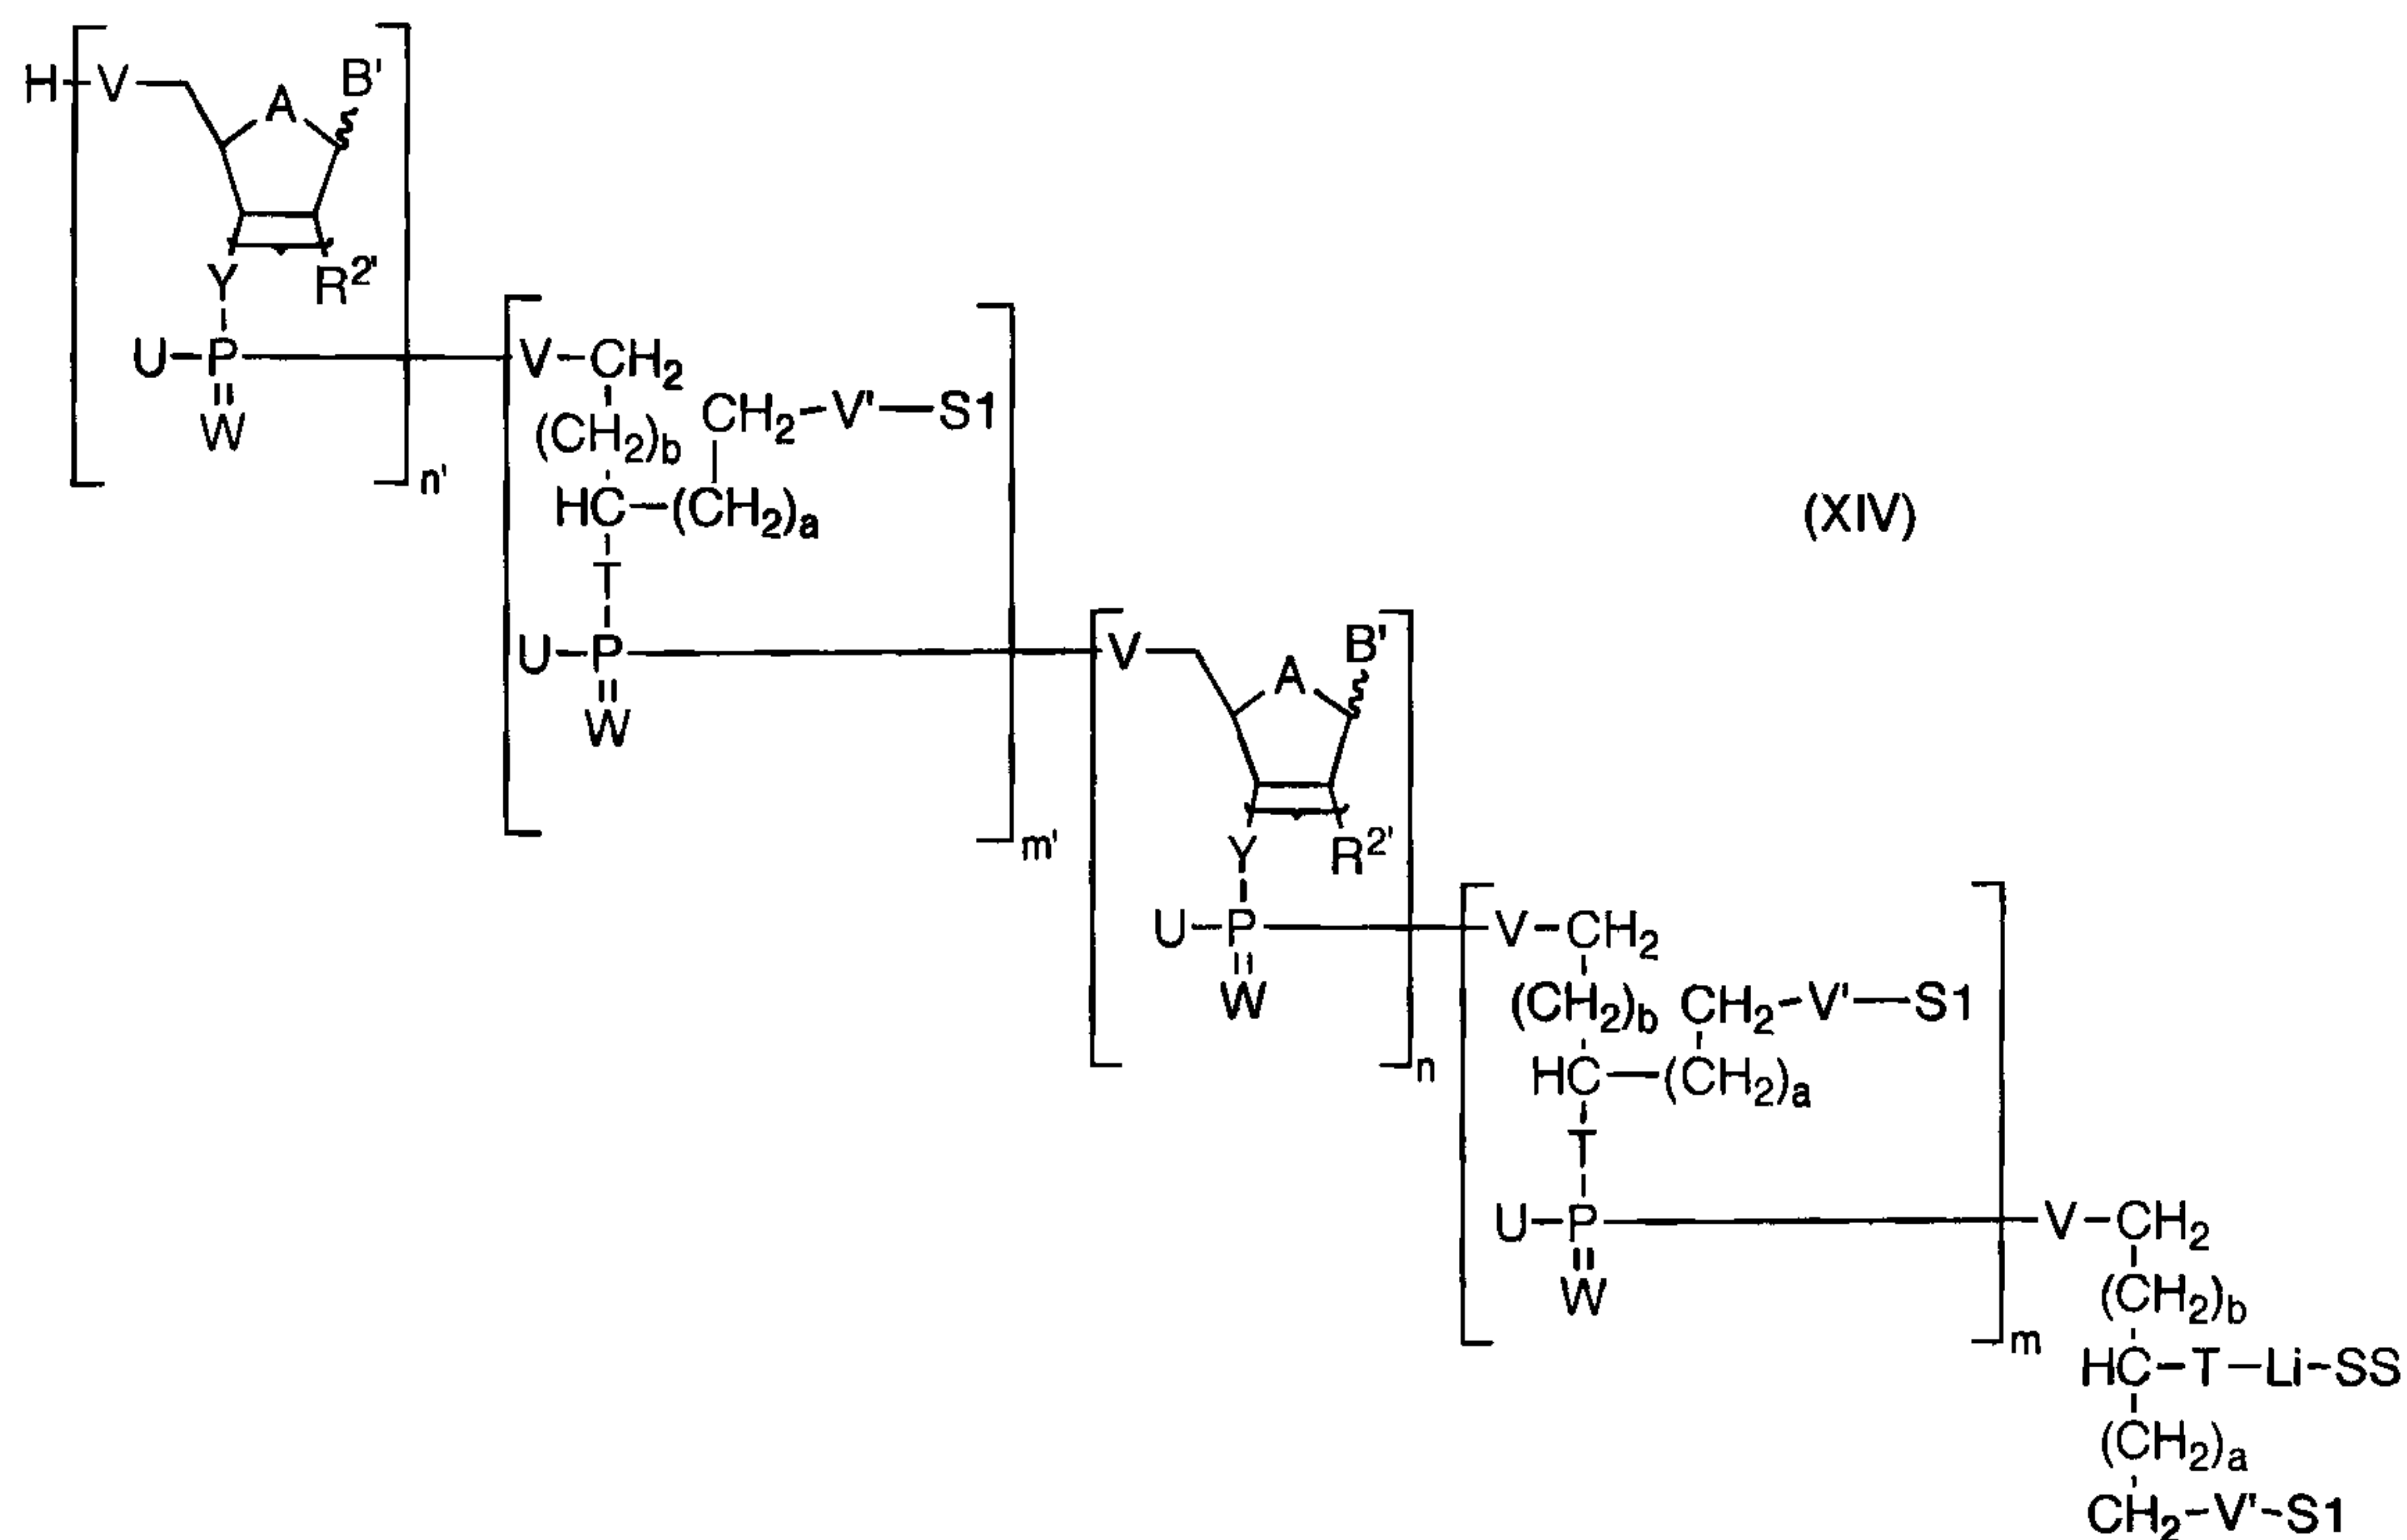 H V B'
A
Y R2'
U P V CH2
W (CH2)b CH2 V' S1
n' HC (CH2)a
(XIV)
T
U P V B'
W A
m'
Y R2'
U P V CH2
W (CH2)b CH2 V' S1
n HC (CH2)a
T
U P V CH2
W (CH2)b
m
HC T Li SS
(CH2)a
CH2 V' S1